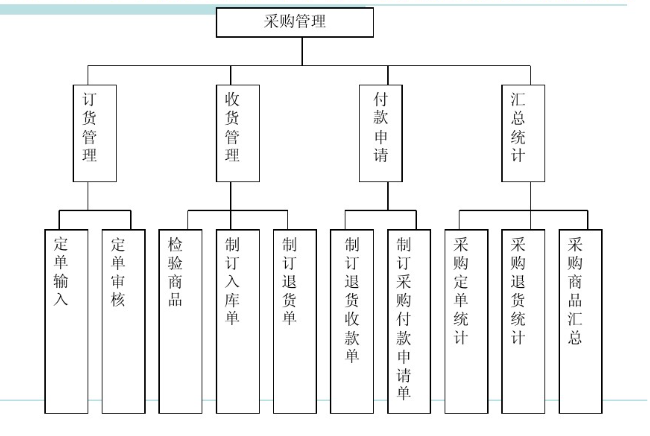 采购管理
订货管理
收货管理
付款申请
汇总统计
定单输入
定单审核
检验商品
制订入库单
制订退货单
制订退货收款单
制订采购付款申请单
采购定单统计
采购退货统计
采购商品汇总